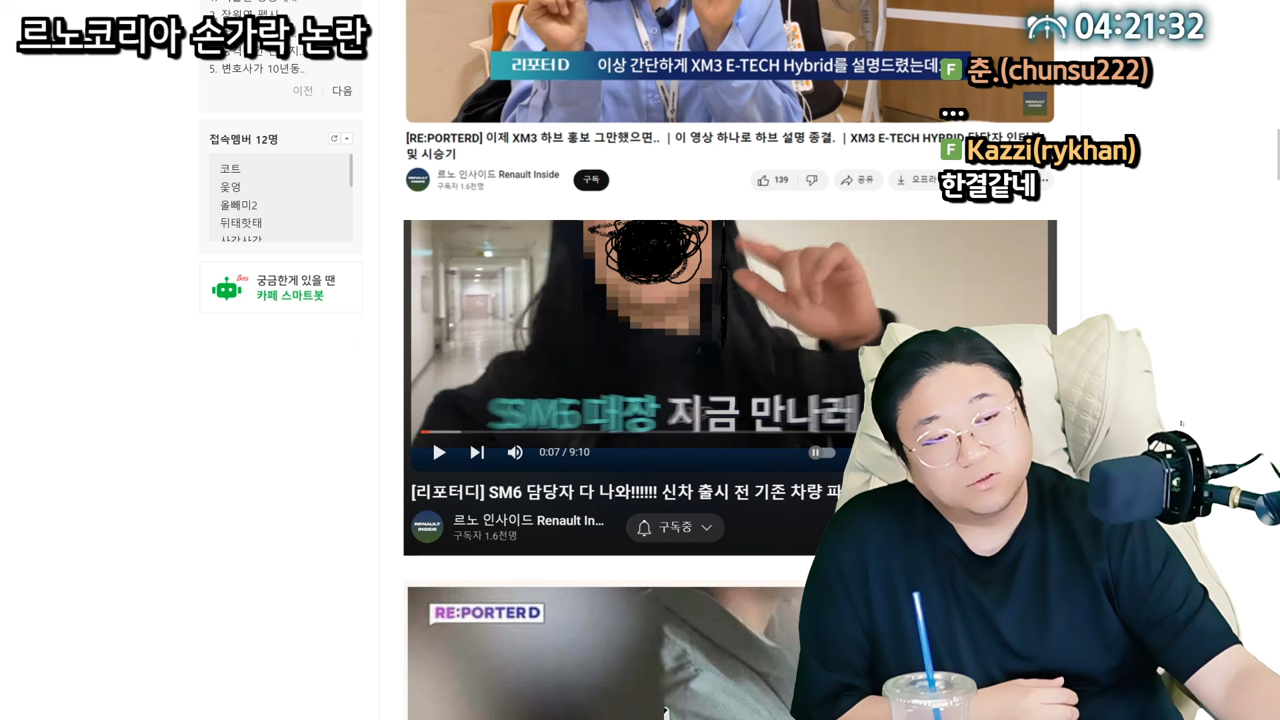 르노코리아 손가락 논란
5. 변호사가 10년동..
이전 다음
접속멤버 12명
코트
윷엉
올빼미2
뒤태핫태
궁금한게 있을 땐
Beta
카페 스마트봇
리포터 D 이상 간단하게 XM3 E-TECH Hybrid를 설명드렸는데
[RE:PORTERD] 이제 XM3 하브 홍보 그만했으면.. | 이 영상 하나로 하브 설명 종결. | XM3 E-TECH HYBRID 담당자 인터뷰
및 시승기
르노 인사이드 Renault Inside
구독자 1.6천명
구독
139
공유
오프라
SM6 대장 지금 만나러
0:07 / 9:10
[리포터디] SM6 담당자 다 나와!!!!!! 신차 출시 전 기존 차량 파
RENAULT INSIDE
르노 인사이드 Renault In...
구독자 1.6천명
구독중
RE:PORTER D
04:21:32
F 춘.(chunsu222)
...
F Kazzi(rykhan)
한결같네